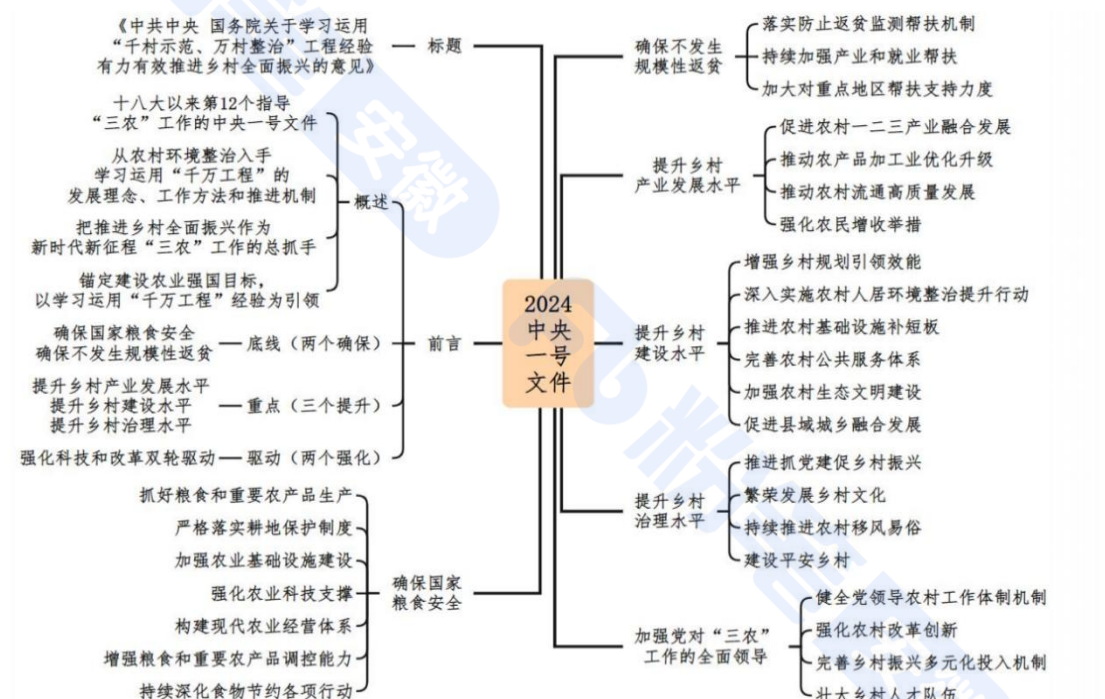 《中共中央 国务院关于学习运用
“千村示范、万村整治”工程经验
有力有效推进乡村全面振兴的意见》
标题
十八大以来第12个指导
“三农”工作的中央一号文件
从农村环境整治入手
学习运用“千万工程”的
发展理念、工作方法和推进机制
把推进乡村全面振兴作为
新时代新征程“三农”工作的总抓手
锚定建设农业强国目标，
以学习运用“千万工程”经验为引领
概述
确保国家粮食安全
确保不发生规模性返贫
底线（两个确保）
提升乡村产业发展水平
提升乡村建设水平
提升乡村治理水平
重点（三个提升）
强化科技和改革双轮驱动
驱动（两个强化）
前言
抓好粮食和重要农产品生产
严格落实耕地保护制度
加强农业基础设施建设
强化农业科技支撑
构建现代农业经营体系
增强粮食和重要农产品调控能力
持续深化食物节约各项行动
确保国家
粮食安全
2024
中央
一号
文件
确保不发生
规模性返贫
落实防止返贫监测帮扶机制
持续加强产业和就业帮扶
加大对重点地区帮扶支持力度
提升乡村
产业发展水平
促进农村一二三产业融合发展
推动农产品加工业优化升级
推动农村流通高质量发展
强化农民增收举措
提升乡村
建设水平
增强乡村规划引领效能
深入实施农村人居环境整治提升行动
推进农村基础设施补短板
完善农村公共服务体系
加强农村生态文明建设
促进县域城乡融合发展
提升乡村
治理水平
推进抓党建促乡村振兴
繁荣发展乡村文化
持续推进农村移风易俗
建设平安乡村
加强党对“三农”
工作的全面领导
健全党领导农村工作体制机制
强化农村改革创新
完善乡村振兴多元化投入机制
壮大乡村人才队伍
安徽
粉笔
安